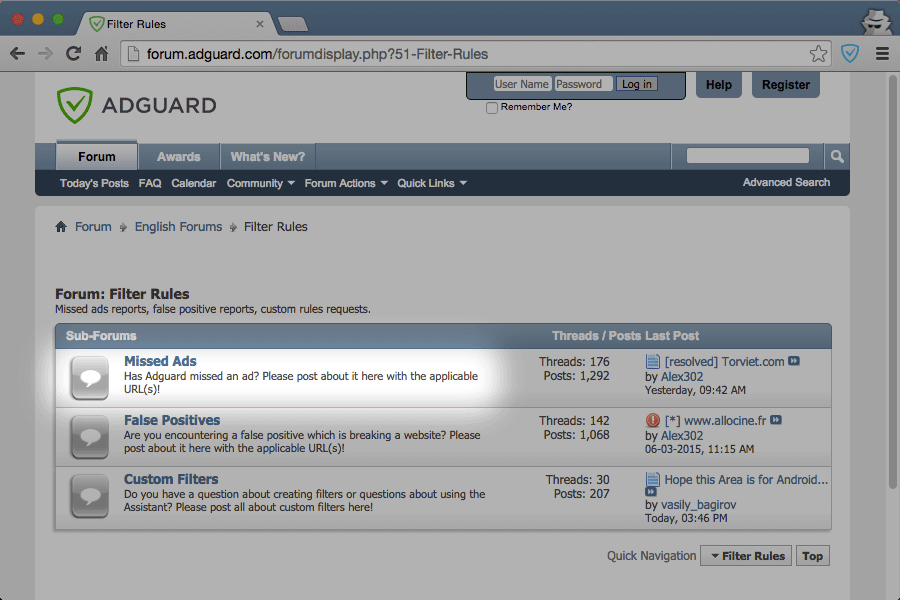 Filter Rules
forum.adguard.com/forumdisplay.php?51-Filter-Rules
ADGUARD
User Name Password Log in Help Register
Remember Me?
Forum Awards What's New?
Today's Posts FAQ Calendar Community Forum Actions Quick Links Advanced Search
Forum English Forums Filter Rules
Forum: Filter Rules
Missed ads reports, false positive reports, custom rules requests.
Sub-Forums Threads / Posts Last Post
Missed Ads
Has Adguard missed an ad? Please post about it here with the applicable
URL(s)!
Threads: 176
Posts: 1,292
[resolved] Torviet.com
by Alex302
Yesterday, 09:42 AM
False Positives
Are you encountering a false positive which is breaking a website? Please
post about it here with the applicable URL(s)!
Threads: 142
Posts: 1,068
[*] www.allocine.fr
by Alex302
06-03-2015, 11:15 AM
Custom Filters
Do you have a question about creating filters or questions about using the
Assistant? Please post all about custom filters here!
Threads: 30
Posts: 207
Hope this Area is for Android...
by vasily_bagirov
Today, 03:46 PM
Quick Navigation Filter Rules Top